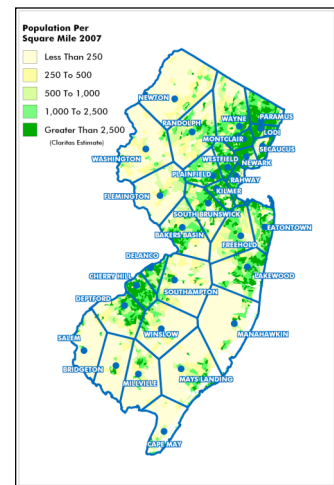 Population Per
Square Mile 2007
Less Than 250
250 To 500
500 To 1,000
1,000 To 2,500
Greater Than 2,500
(Claritas Estimate)
NEWTON
WAYNE
PARAMUS
RANDOLPH
LODI
MONTCLAIR
SECAUCUS
WASHINGTON
WESTFIELD
NEWARK
PLAINFIELD
RAHWAY
KILMER
FLEMINGTON
SOUTH BRUNSWICK
EATONTOWN
BAKERS BASIN
FREEHOLD
DELANCO
CHERRY HILL
LAKEWOOD
SOUTHAMPTON
DEPTFORD
SALEM
WINSLOW
MANAHAWKIN
BRIDGETON
MILLVILLE
MAYS LANDING
CAPE MAY